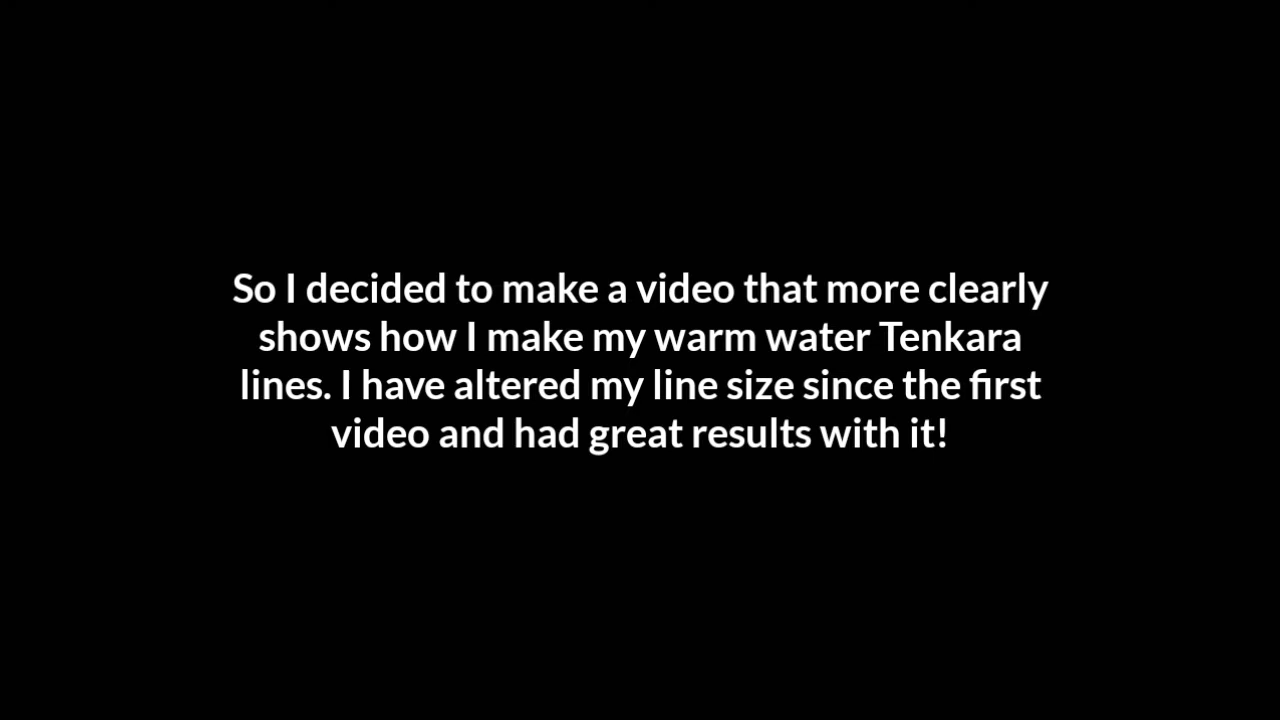 So I decided to make a video that more clearly
shows how I make my warm water Tenkara
lines. I have altered my line size since the first
video and had great results with it!